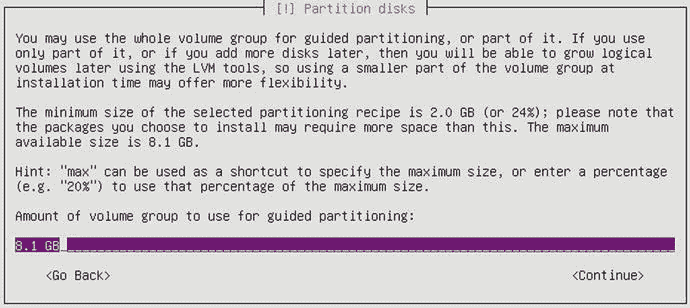 [!] Partition disks
You may use the whole volume group for guided partitioning, or part of it. If you use
only part of it, or if you add more disks later, then you will be able to grow logical
volumes later using the LVM tools, so using a smaller part of the volume group at
installation time may offer more flexibility.
The minimum size of the selected partitioning recipe is 2.0 GB (or 24%); please note that
the packages you choose to install may require more space than this. The maximum
available size is 8.1 GB.
Hint: "max" can be used as a shortcut to specify the maximum size, or enter a percentage
(e.g. "20%") to use that percentage of the maximum size.
Amount of volume group to use for guided partitioning:
8.1 GB
<Go Back> <Continue>